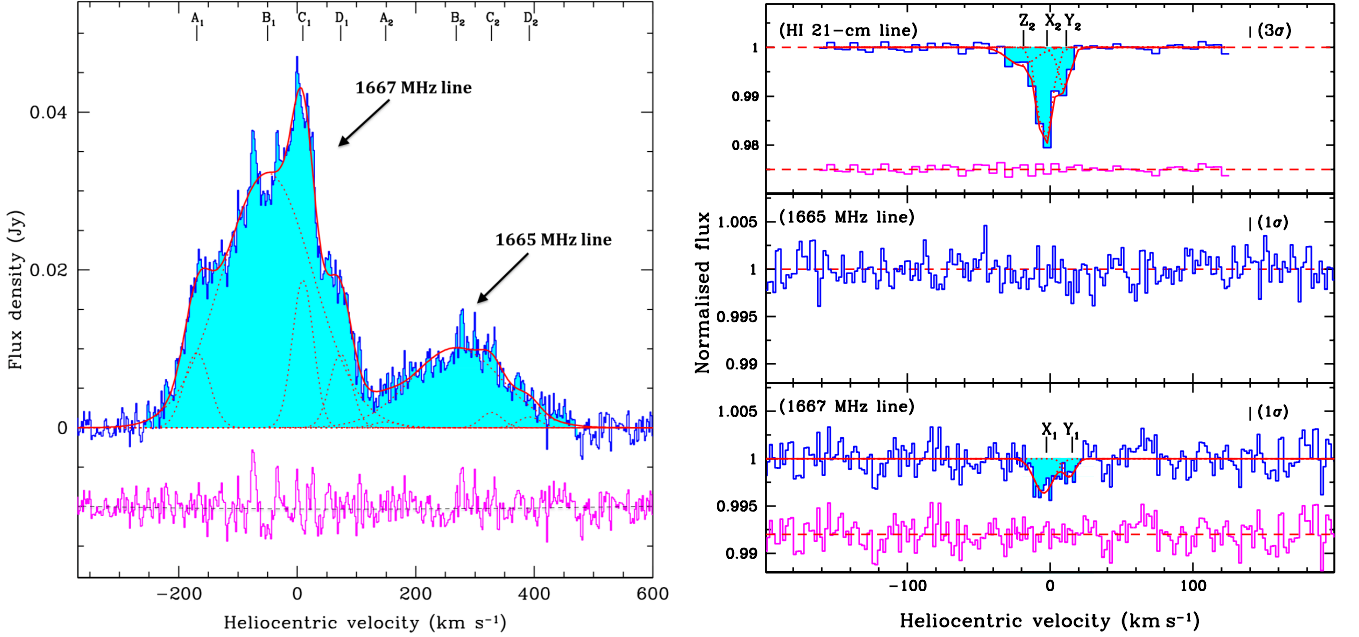 A₁ B₁ C₁ D₁ A₂ B₂ C₂ D₂
1667 MHz line
1665 MHz line
0.04
0.02
0
Flux density (Jy)
−200 0 200 400 600
Heliocentric velocity (km s⁻¹)
(HI 21-cm line)
Z₂ X₂ Y₂
(3σ)
1
0.99
0.98
(1665 MHz line)
(1σ)
1.005
1
0.995
0.99
Normalised flux
(1667 MHz line)
X₁ Y₁
(1σ)
1.005
1
0.995
0.99
−100 0 100
Heliocentric velocity (km s⁻¹)